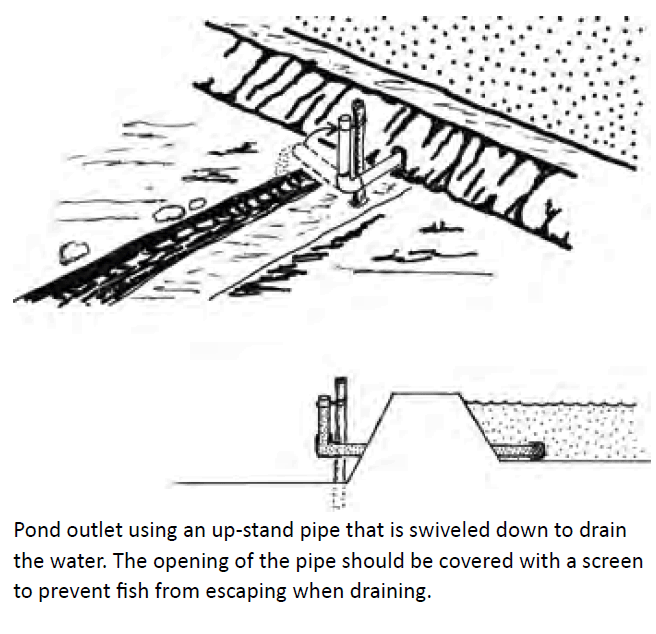 Pond outlet using an up-stand pipe that is swiveled down to drain
the water. The opening of the pipe should be covered with a screen
to prevent fish from escaping when draining.